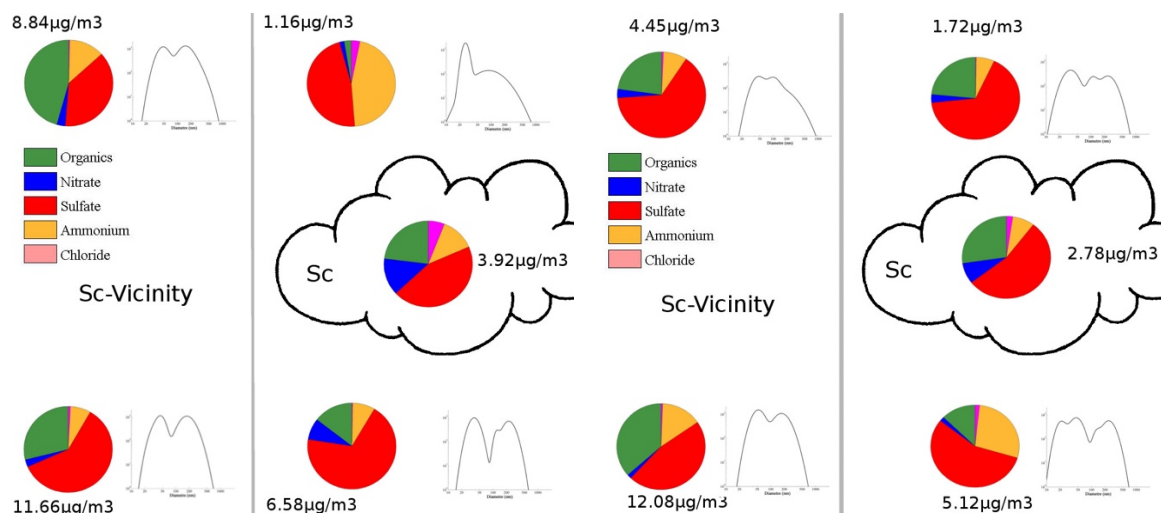 8.84µg/m3
1.16µg/m3
4.45µg/m3
1.72µg/m3
Organics
Nitrate
Sulfate
Ammonium
Chloride
Sc-Vicinity
Sc
3.92µg/m3
Organics
Nitrate
Sulfate
Ammonium
Chloride
Sc-Vicinity
Sc
2.78µg/m3
11.66µg/m3
6.58µg/m3
12.08µg/m3
5.12µg/m3